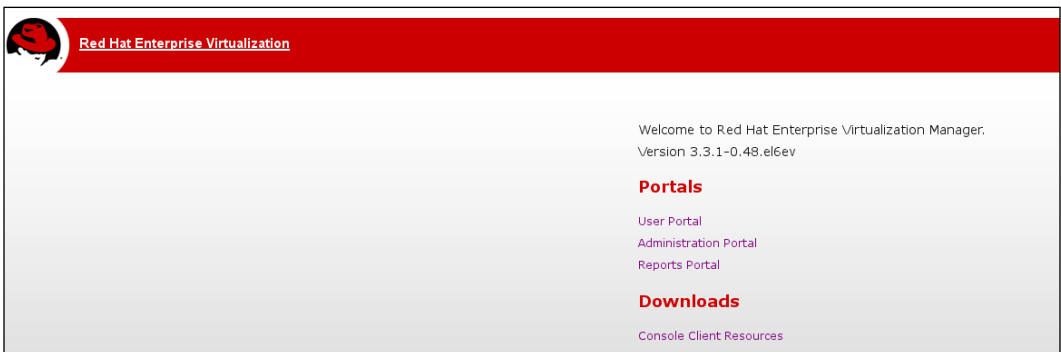 Red Hat Enterprise Virtualization
Welcome to Red Hat Enterprise Virtualization Manager.
Version 3.3.1-0.48.el6ev
Portals
User Portal
Administration Portal
Reports Portal
Downloads
Console Client Resources